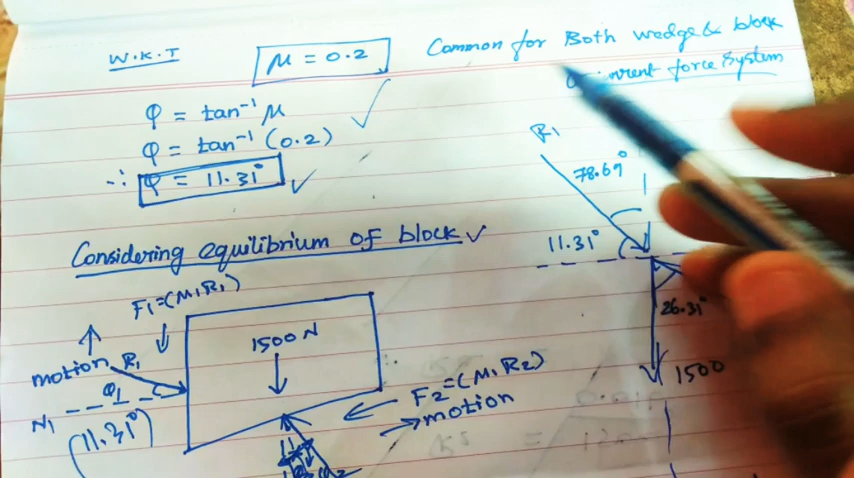 W.K.T
μ = 0.2
Common for Both wedge & block
force system
φ = tan⁻¹ μ
φ = tan⁻¹ (0.2)
∴ φ = 11.31°
R1
78.69°
11.31°
26.31°
1500
Considering equilibrium of block
F1=(μ1R1)
motion
R1
φ1
N1
(11.31°)
1500 N
F2=(μ1R2)
motion